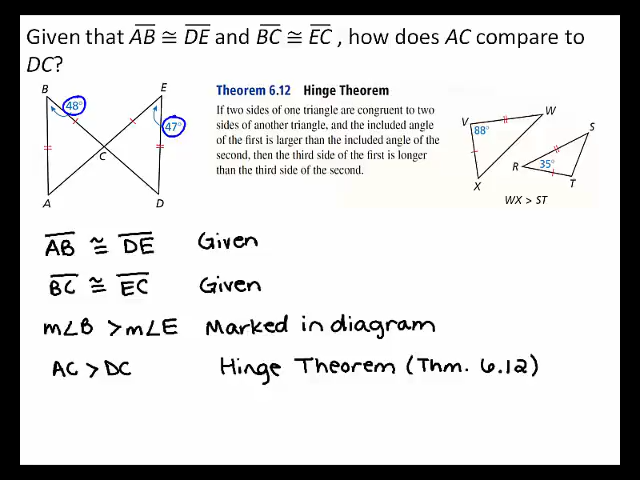 Given that AB ≅ DE and BC ≅ EC, how does AC compare to
DC?
B
48°
E
47°
C
A
D
Theorem 6.12 Hinge Theorem
If two sides of one triangle are congruent to two
sides of another triangle, and the included angle
of the first is larger than the included angle of the
second, then the third side of the first is longer
than the third side of the second.
W
V
88°
S
R
35°
X
T
WX > ST
AB ≅ DE Given
BC ≅ EC Given
m∠B > m∠E Marked in diagram
AC > DC Hinge Theorem (Thm. 6.12)